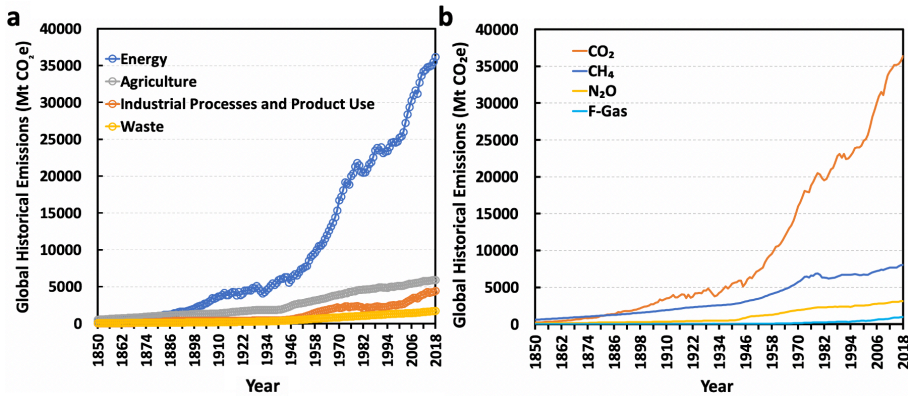 a
Global Historical Emissions (Mt CO₂e)
40000
35000
30000
25000
20000
15000
10000
5000
0
Energy
Agriculture
Industrial Processes and Product Use
Waste
1850 1862 1874 1886 1898 1910 1922 1934 1946 1958 1970 1982 1994 2006 2018
Year
b
Global Historical Emissions (Mt CO₂e)
40000
35000
30000
25000
20000
15000
10000
5000
0
CO₂
CH₄
N₂O
F-Gas
1850 1862 1874 1886 1898 1910 1922 1934 1946 1958 1970 1982 1994 2006 2018
Year